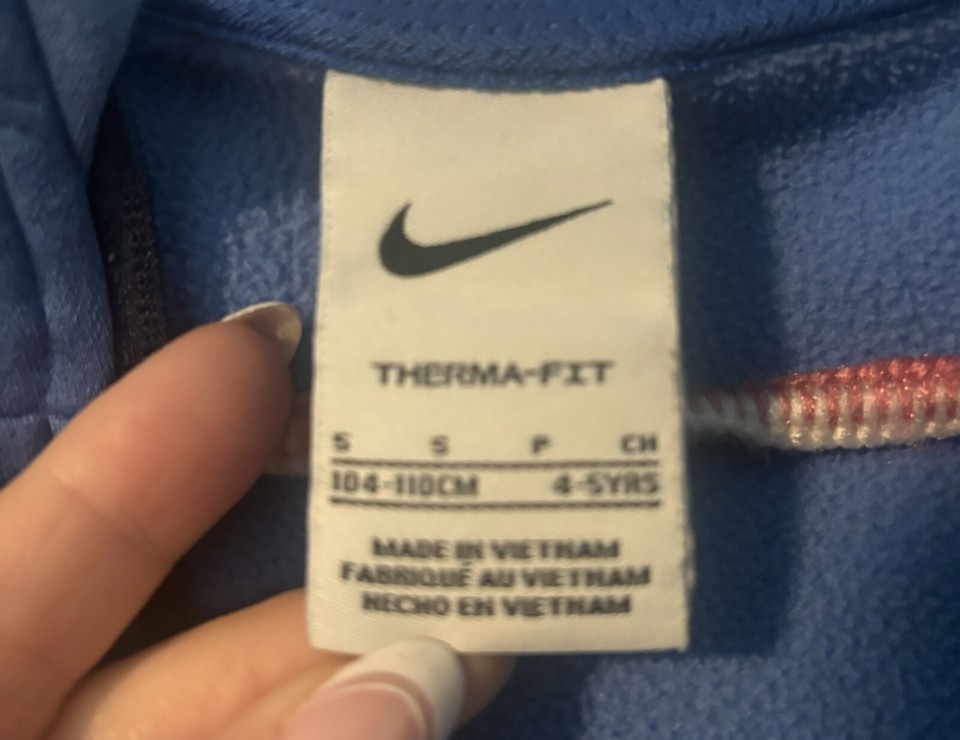 THERMA-FIT
S S P CH
104-110CM 4-5YRS
MADE IN VIETNAM
FABRIQUÉ AU VIETNAM
HECHO EN VIETNAM